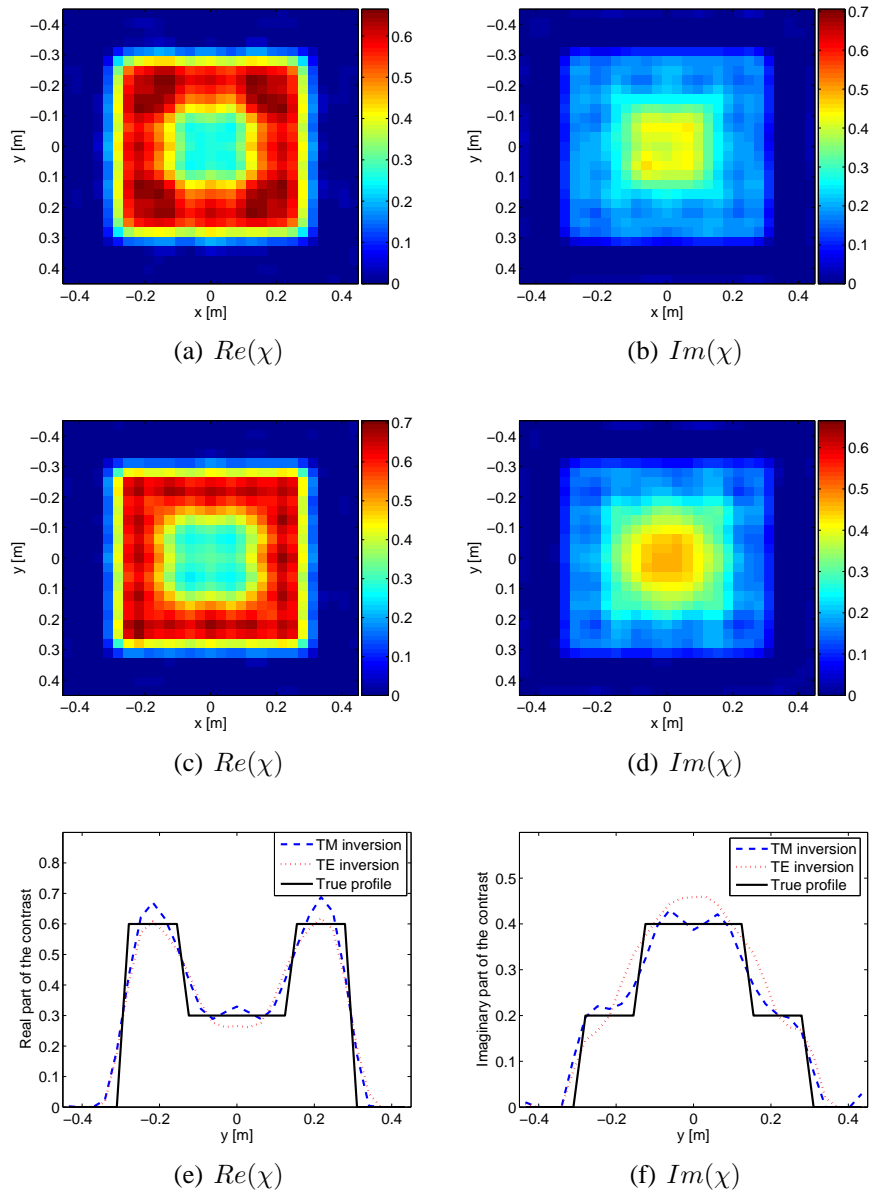 −0.4
−0.3
−0.2
−0.1
0
0.1
0.2
0.3
0.4
y [m]
−0.4 −0.2 0 0.2 0.4
x [m]
0.6
0.5
0.4
0.3
0.2
0.1
0
(a) Re(χ)
−0.4
−0.3
−0.2
−0.1
0
0.1
0.2
0.3
0.4
y [m]
−0.4 −0.2 0 0.2 0.4
x [m]
0.7
0.6
0.5
0.4
0.3
0.2
0.1
0
(b) Im(χ)
−0.4
−0.3
−0.2
−0.1
0
0.1
0.2
0.3
0.4
y [m]
−0.4 −0.2 0 0.2 0.4
x [m]
0.7
0.6
0.5
0.4
0.3
0.2
0.1
0
(c) Re(χ)
−0.4
−0.3
−0.2
−0.1
0
0.1
0.2
0.3
0.4
y [m]
−0.4 −0.2 0 0.2 0.4
x [m]
0.6
0.5
0.4
0.3
0.2
0.1
0
(d) Im(χ)
Real part of the contrast
0.8
0.7
0.6
0.5
0.4
0.3
0.2
0.1
0
−0.4 −0.2 0 0.2 0.4
y [m]
TM inversion
TE inversion
True profile
(e) Re(χ)
Imaginary part of the contrast
0.5
0.4
0.3
0.2
0.1
0
−0.4 −0.2 0 0.2 0.4
y [m]
TM inversion
TE inversion
True profile
(f) Im(χ)